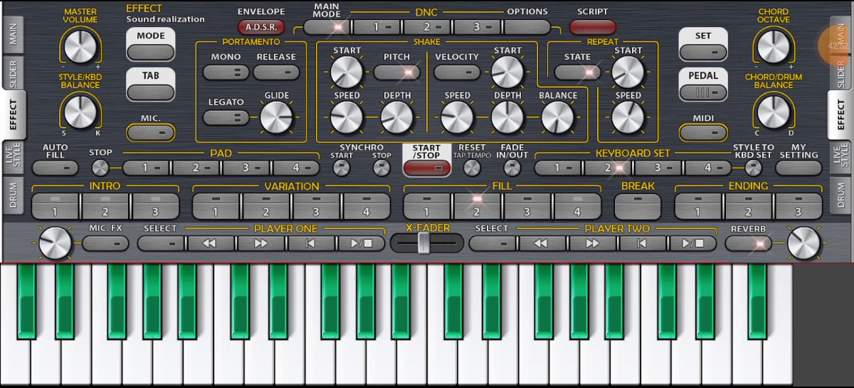 MASTER VOLUME
EFFECT
Sound realization
MODE
TAB
MIC.
STYLE/KBD BALANCE
S K
ENVELOPE
A.D.S.R.
MAIN MODE
DNC
1 2 3
OPTIONS
SCRIPT
PORTAMENTO
MONO RELEASE
LEGATO GLIDE
SHAKE
START PITCH VELOCITY START
SPEED DEPTH SPEED DEPTH BALANCE
REPEAT
STATE START
SPEED
SET
PEDAL
MIDI
CHORD OCTAVE
42
CHORD/DRUM BALANCE
C D
MAIN
SLIDER
EFFECT
LIVE STYLE
DRUM
MAIN
SLIDER
EFFECT
LIVE STYLE
DRUM
AUTO FILL
STOP
PAD
1 2 3 4
SYNCHRO
START STOP
START /STOP
RESET
TAP TEMPO
FADE IN/OUT
KEYBOARD SET
1 2 3 4
STYLE TO KBD SET
MY SETTING
INTRO
1 2 3
VARIATION
1 2 3 4
FILL
1 2 3 4
BREAK
ENDING
1 2 3
MIC. FX
SELECT
PLAYER ONE
X-FADER
SELECT
PLAYER TWO
REVERB